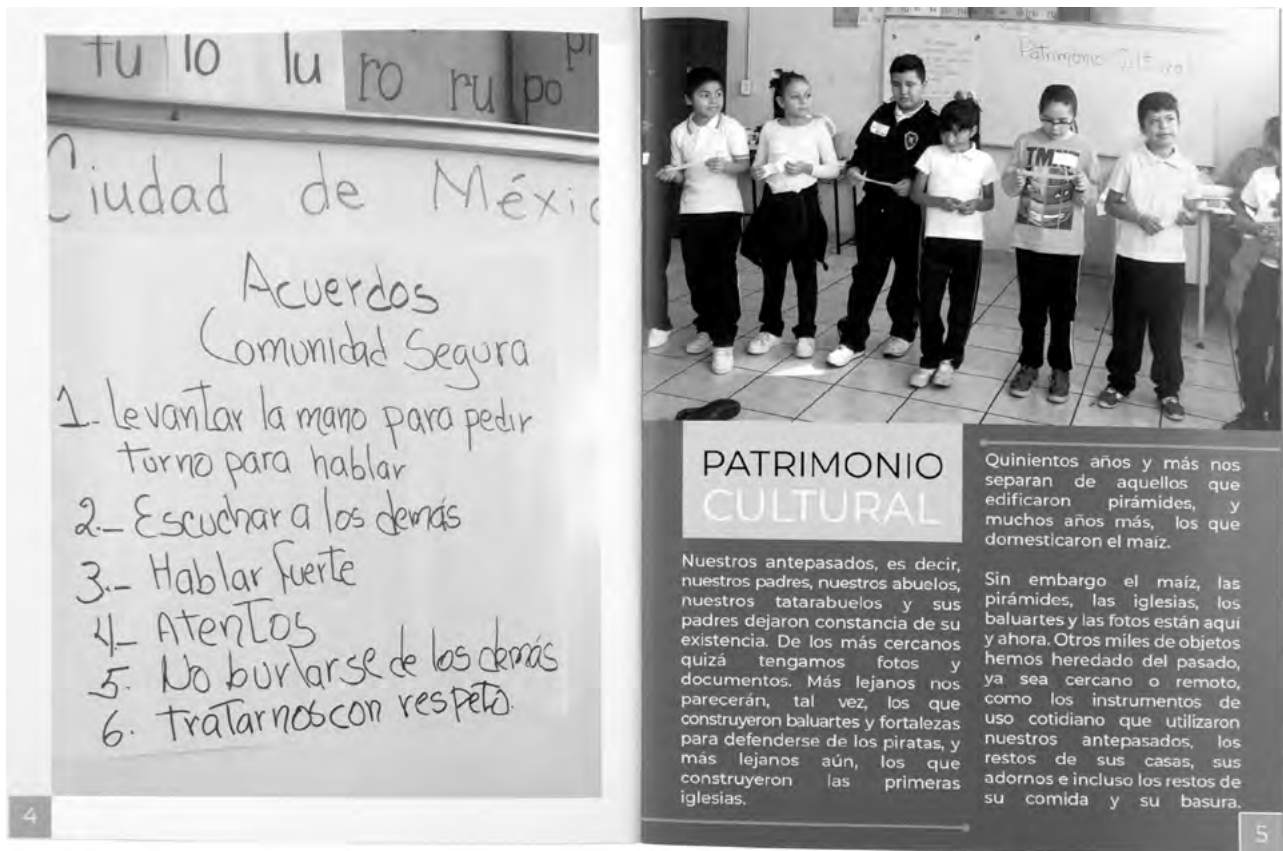 tu lo lu ro ru po
Ciudad de Méxic
Acuerdos
Comunidad Segura
1.- Levantar la mano para pedir
turno para hablar
2.- Escuchar a los demás
3.- Hablar fuerte
4.- Atentos
5. No burlarse de los demás
6. Tratarnos con respeto.
4
Patrimonio Cultural
PATRIMONIO
CULTURAL
Nuestros antepasados, es decir,
nuestros padres, nuestros abuelos,
nuestros tatarabuelos y sus
padres dejaron constancia de su
existencia. De los más cercanos
quizá tengamos fotos y
documentos. Más lejanos nos
parecerán, tal vez, los que
construyeron baluartes y fortalezas
para defenderse de los piratas, y
más lejanos aún, los que
construyeron las primeras
iglesias.
Quinientos años y más nos
separan de aquellos que
edificaron pirámides, y
muchos años más, los que
domesticaron el maíz.
Sin embargo el maíz, las
pirámides, las iglesias, los
baluartes y las fotos están aquí
y ahora. Otros miles de objetos
hemos heredado del pasado,
ya sea cercano o remoto,
como los instrumentos de
uso cotidiano que utilizaron
nuestros antepasados, los
restos de sus casas, sus
adornos e incluso los restos de
su comida y su basura.
5